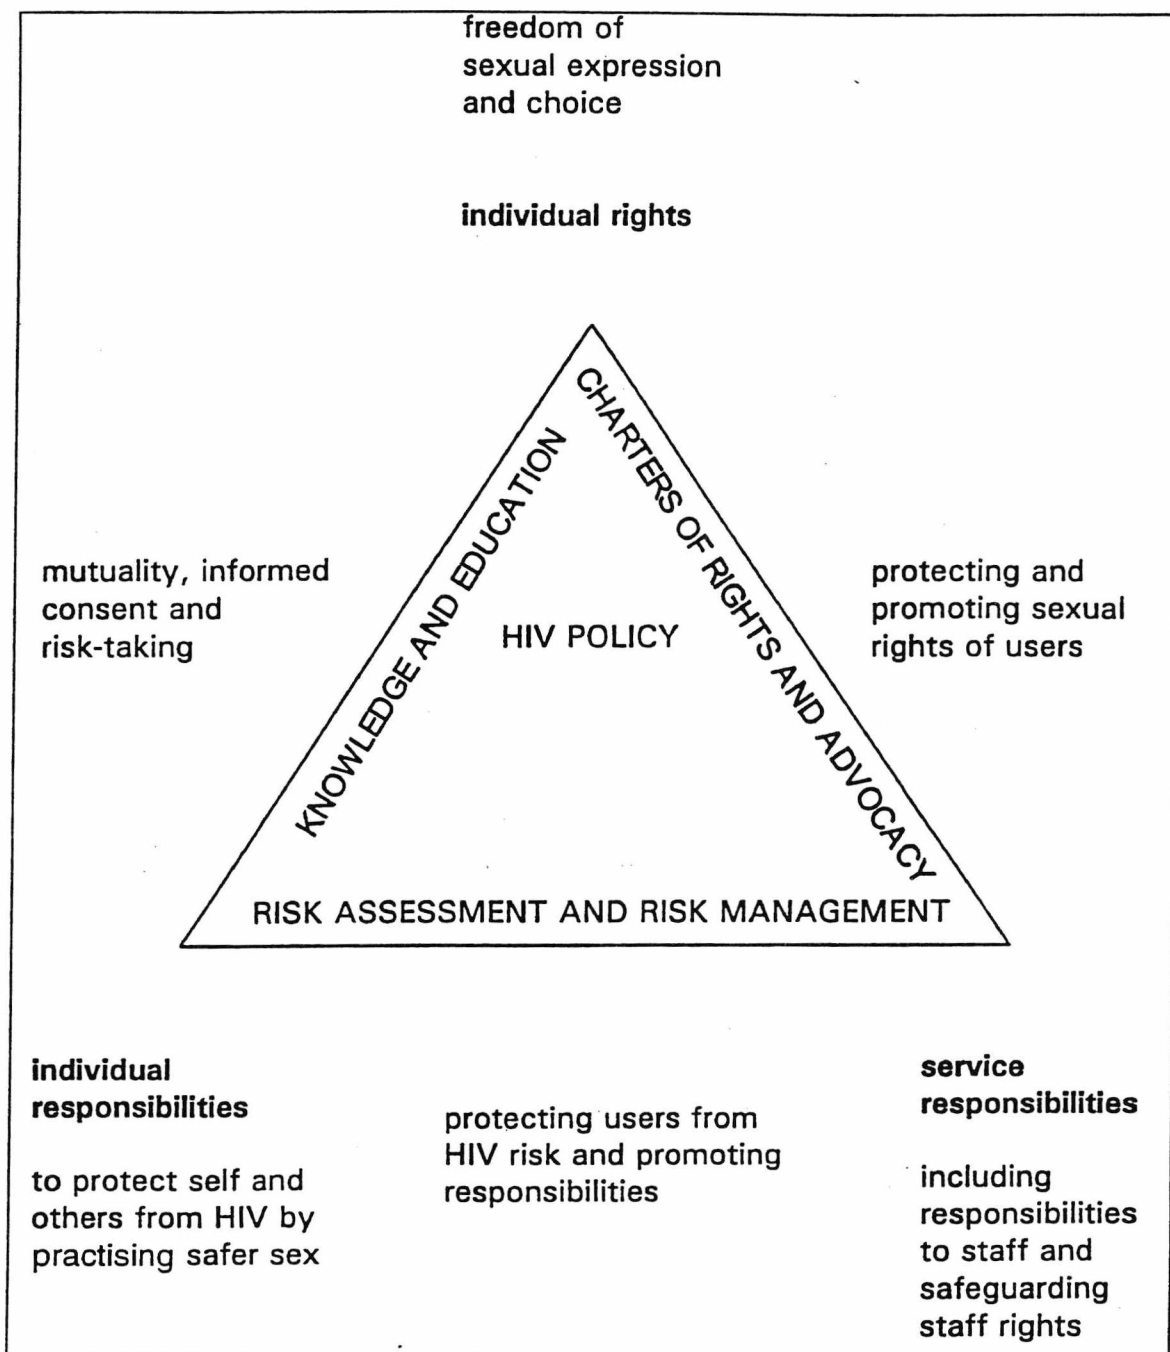 freedom of
sexual expression
and choice
individual rights
KNOWLEDGE AND EDUCATION
CHARTERS OF RIGHTS AND ADVOCACY
mutuality, informed
consent and
risk-taking
HIV POLICY
protecting and
promoting sexual
rights of users
RISK ASSESSMENT AND RISK MANAGEMENT
individual
responsibilities
to protect self and
others from HIV by
practising safer sex
protecting users from
HIV risk and promoting
responsibilities
service
responsibilities
including
responsibilities
to staff and
safeguarding
staff rights